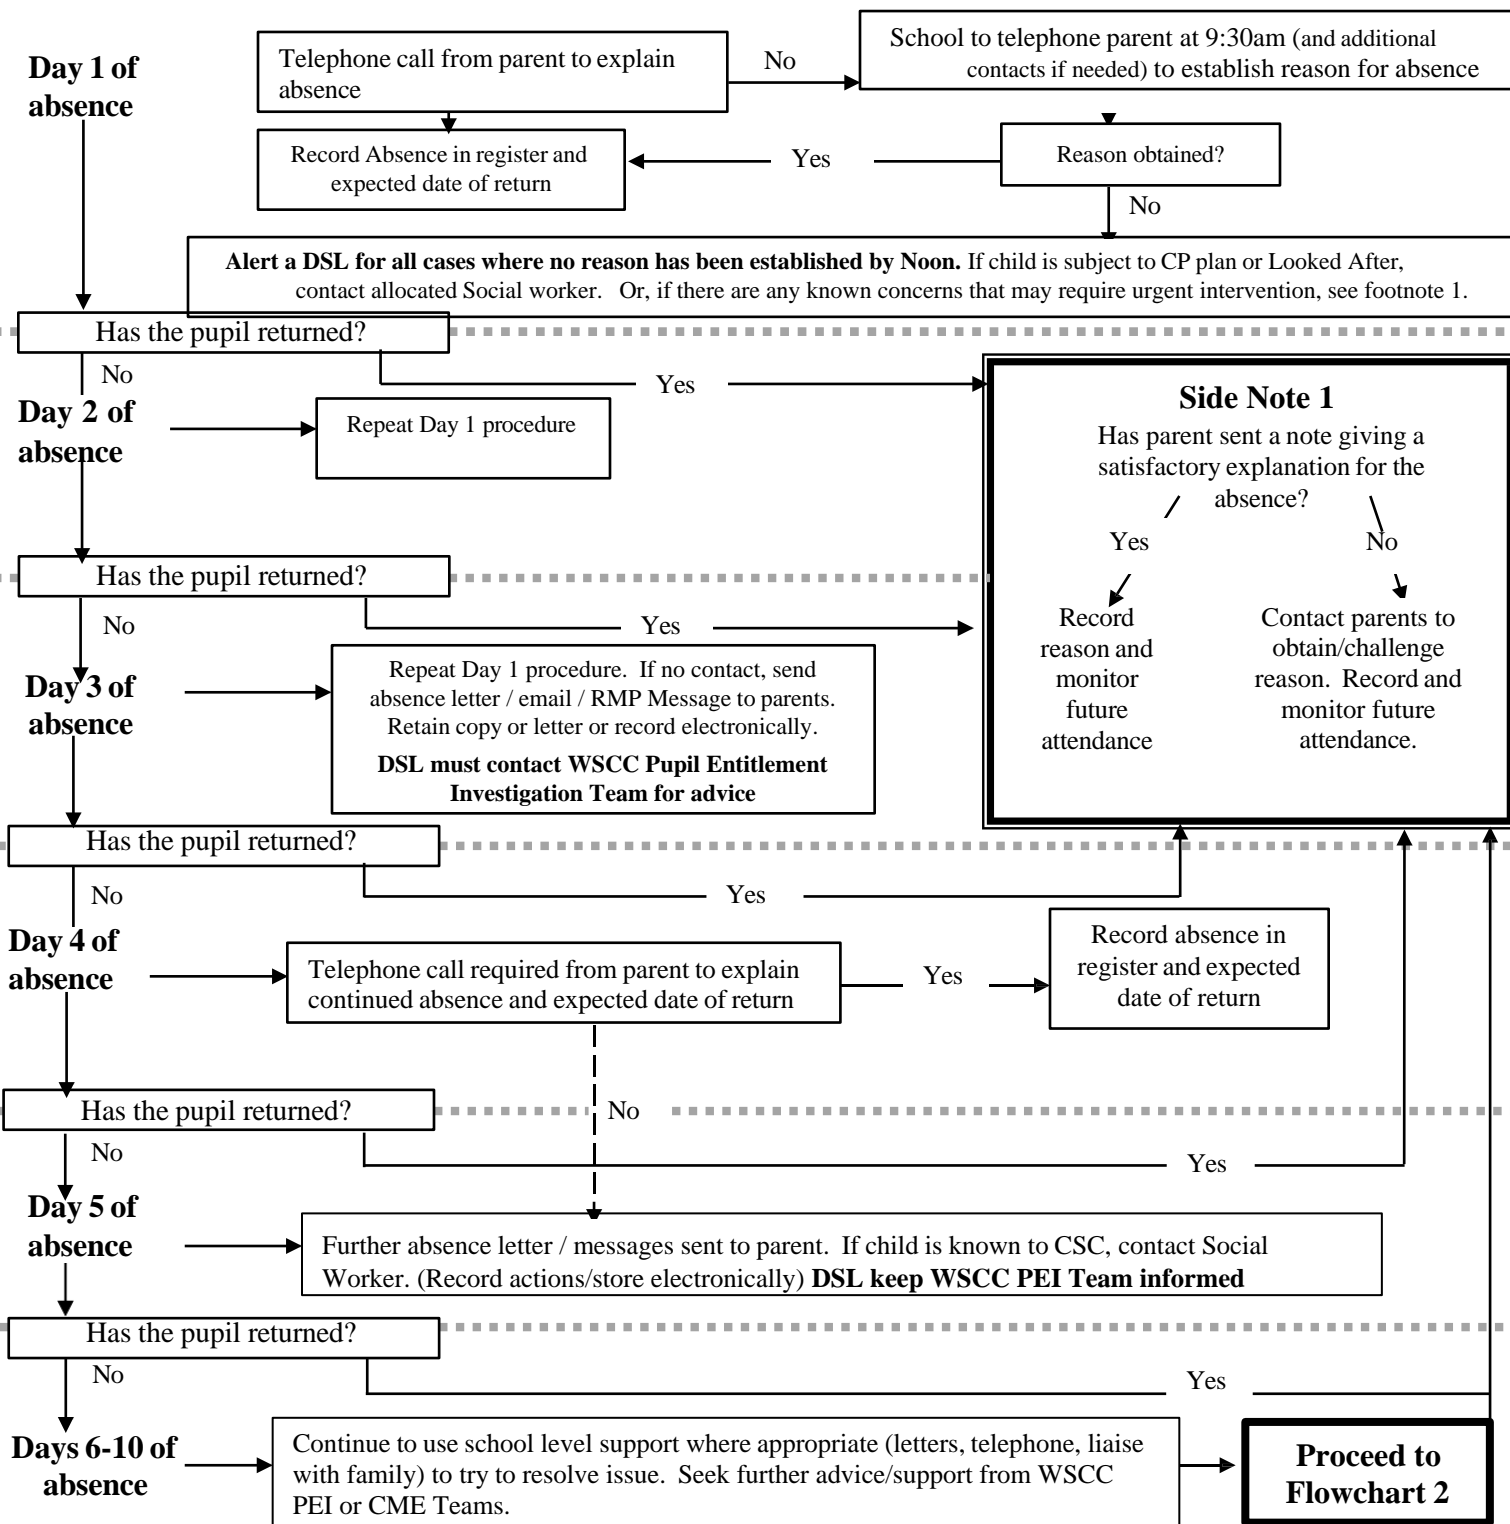 Day 1 of
absence
Telephone call from parent to explain
absence
No
School to telephone parent at 9:30am (and additional
contacts if needed) to establish reason for absence
Record Absence in register and
expected date of return
Yes
Reason obtained?
No
Alert a DSL for all cases where no reason has been established by Noon. If child is subject to CP plan or Looked After,
contact allocated Social worker. Or, if there are any known concerns that may require urgent intervention, see footnote 1.
Has the pupil returned?
No
Yes
Day 2 of
absence
Repeat Day 1 procedure
Side Note 1
Has parent sent a note giving a
satisfactory explanation for the
absence?
Yes
No
Record
reason and
monitor
future
attendance
Contact parents to
obtain/challenge
reason. Record and
monitor future
attendance.
Has the pupil returned?
No
Yes
Day 3 of
absence
Repeat Day 1 procedure. If no contact, send
absence letter / email / RMP Message to parents.
Retain copy or letter or record electronically.
DSL must contact WSCC Pupil Entitlement
Investigation Team for advice
Has the pupil returned?
No
Yes
Day 4 of
absence
Telephone call required from parent to explain
continued absence and expected date of return
Yes
Record absence in
register and expected
date of return
Has the pupil returned?
No
No
Yes
Day 5 of
absence
Further absence letter / messages sent to parent. If child is known to CSC, contact Social
Worker. (Record actions/store electronically) DSL keep WSCC PEI Team informed
Has the pupil returned?
No
Yes
Days 6-10 of
absence
Continue to use school level support where appropriate (letters, telephone, liaise
with family) to try to resolve issue. Seek further advice/support from WSCC
PEI or CME Teams.
Proceed to
Flowchart 2